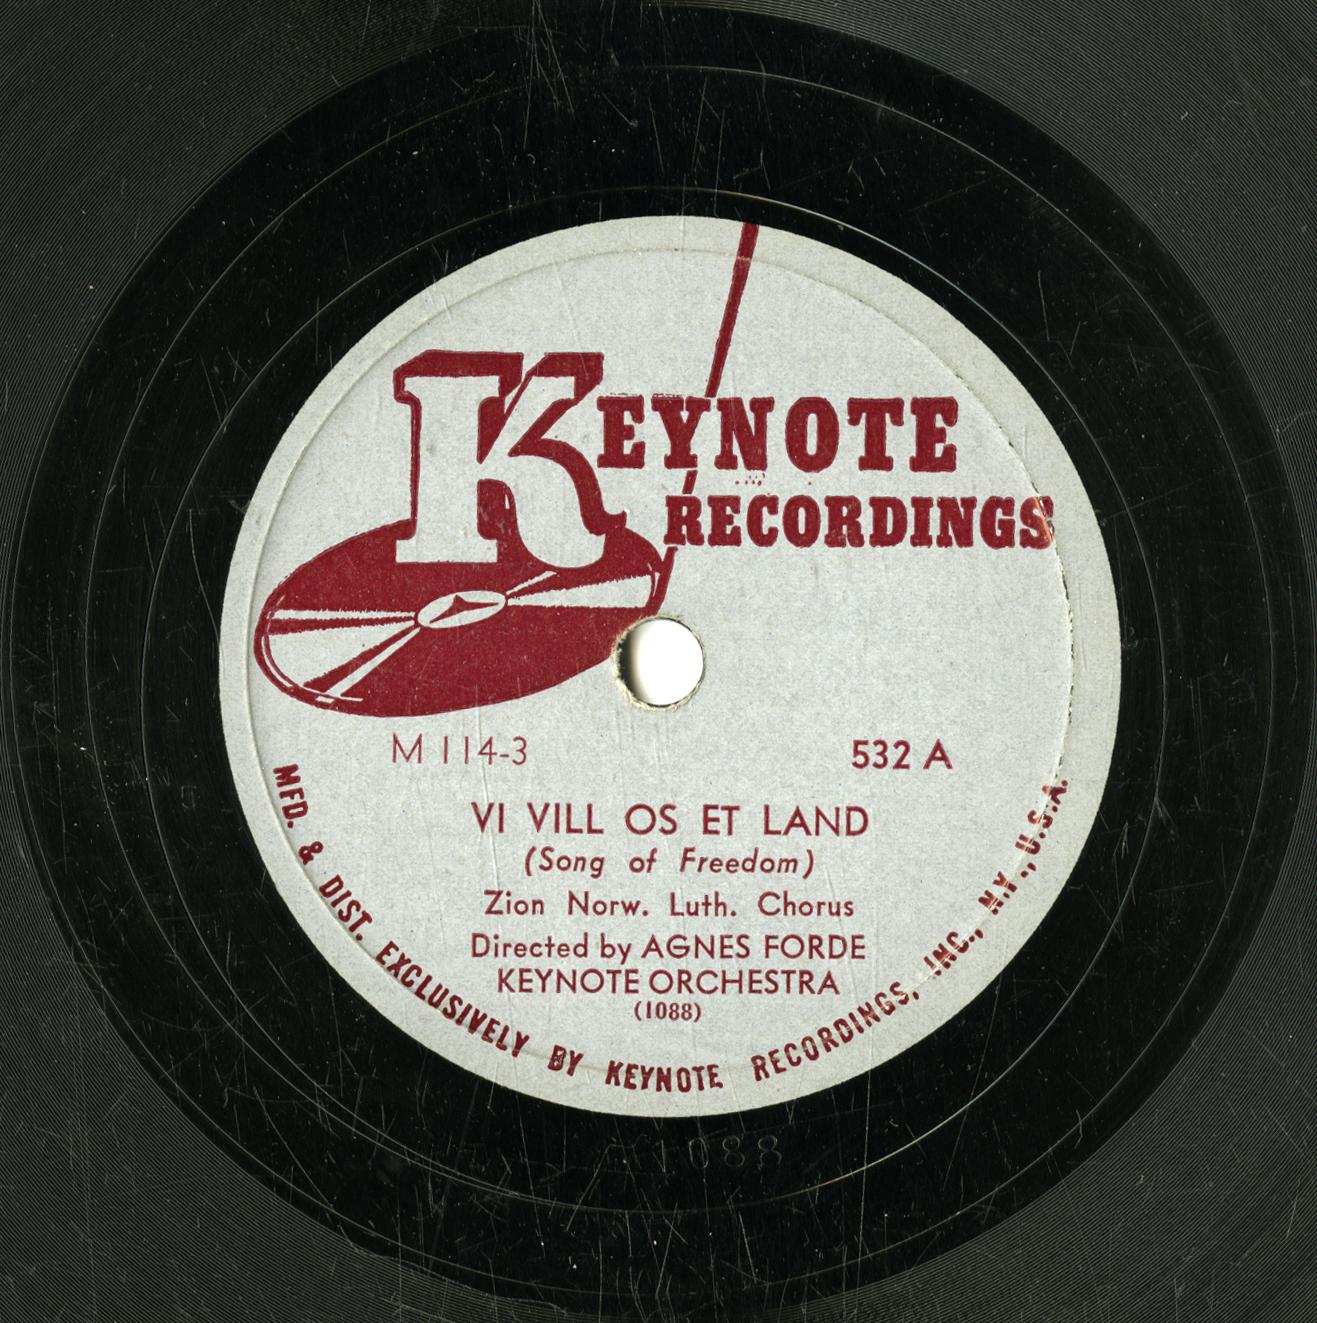 KEYNOTE
RECORDINGS
M 114-3
532 A
VI VILL OS ET LAND
(Song of Freedom)
Zion Norw. Luth. Chorus
Directed by AGNES FORDE
KEYNOTE ORCHESTRA
(1088)
MFD. & DIST. EXCLUSIVELY BY KEYNOTE RECORDINGS, INC., N.Y., U.S.A.
1088